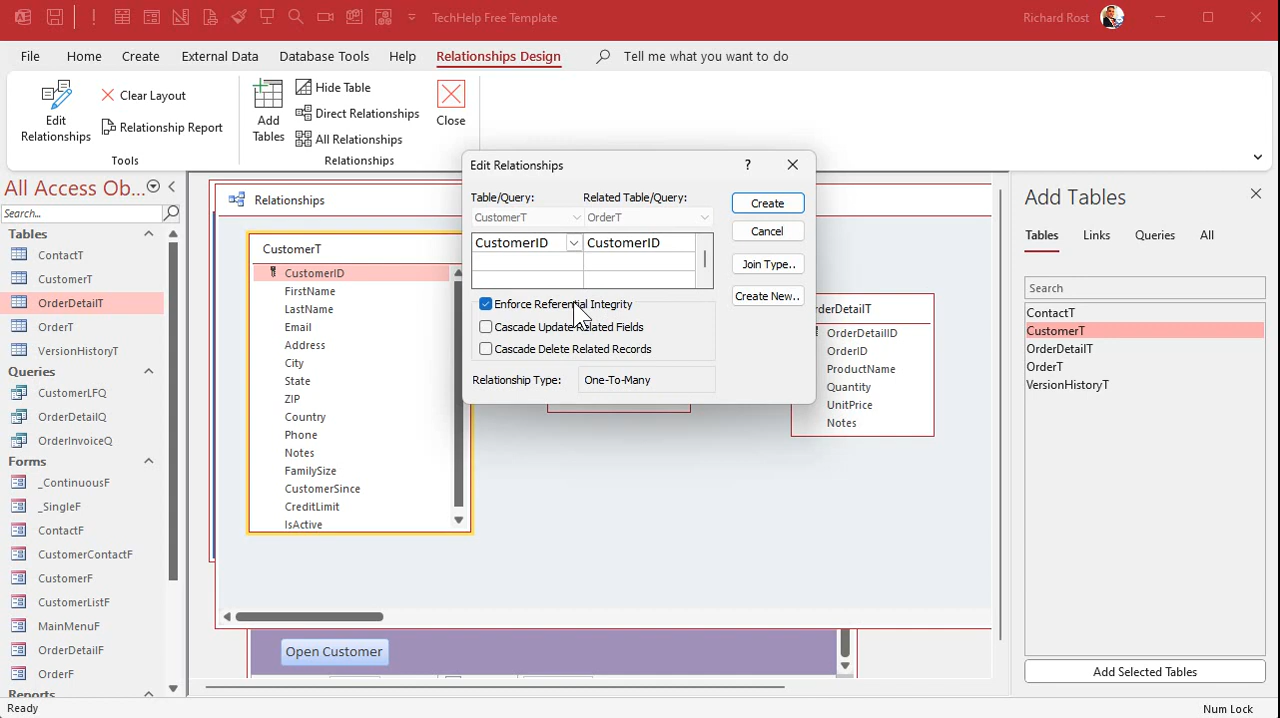 TechHelp Free Template
Richard Rost
File
Home
Create
External Data
Database Tools
Help
Relationships Design
Tell me what you want to do
Edit
Relationships
Clear Layout
Relationship Report
Tools
Add
Tables
Hide Table
Direct Relationships
All Relationships
Relationships
Close
All Access Ob...
Search...
Tables
ContactT
CustomerT
OrderDetailT
OrderT
VersionHistoryT
Queries
CustomerLFQ
OrderDetailQ
OrderInvoiceQ
Forms
_ContinuousF
_SingleF
ContactF
CustomerContactF
CustomerF
CustomerListF
MainMenuF
OrderDetailF
OrderF
Reports
Relationships
CustomerT
CustomerID
FirstName
LastName
Email
Address
City
State
ZIP
Country
Phone
Notes
FamilySize
CustomerSince
CreditLimit
IsActive
Edit Relationships
?
Table/Query:
Related Table/Query:
CustomerT
OrderT
CustomerID
CustomerID
Enforce Referential Integrity
Cascade Update Related Fields
Cascade Delete Related Records
Relationship Type:
One-To-Many
Create
Cancel
Join Type..
Create New..
rderDetailT
OrderDetailID
OrderID
ProductName
Quantity
UnitPrice
Notes
Open Customer
Add Tables
Tables
Links
Queries
All
Search
ContactT
CustomerT
OrderDetailT
OrderT
VersionHistoryT
Add Selected Tables
Ready
Num Lock